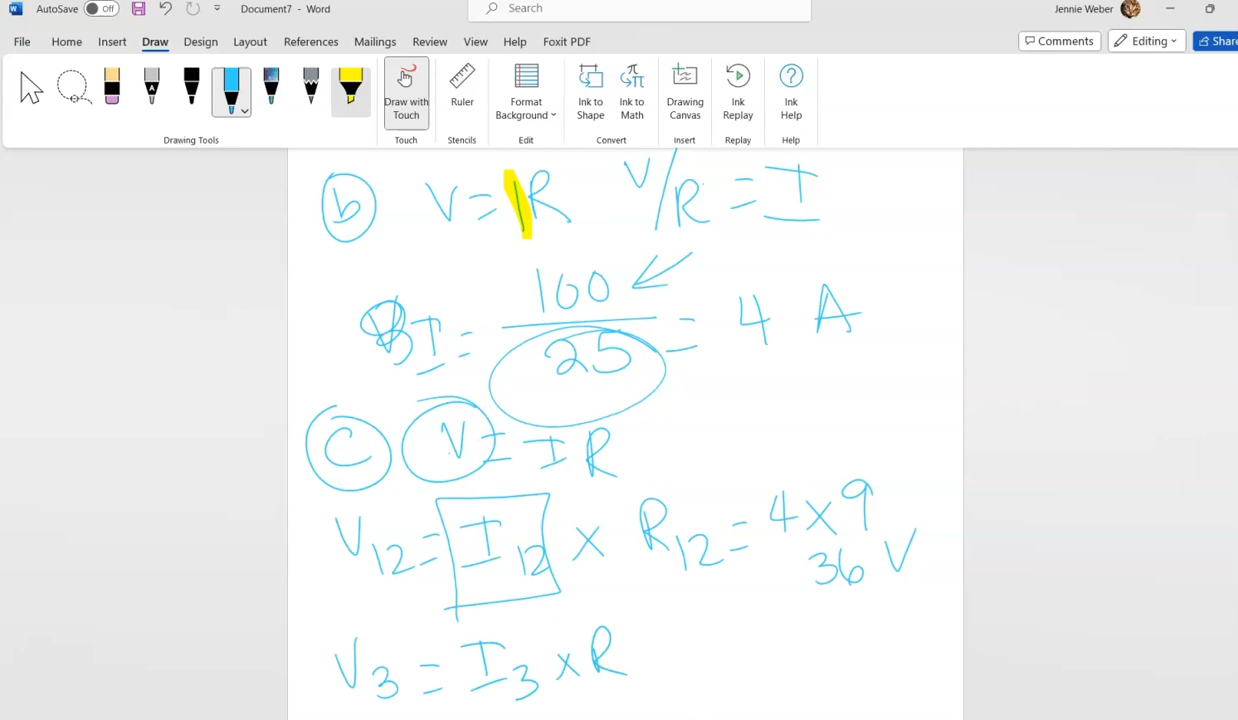 AutoSave Off Document7 - Word Search Jennie Weber
File Home Insert Draw Design Layout References Mailings Review View Help Foxit PDF Comments Editing Share
Draw with Touch Ruler Format Background Ink to Shape Ink to Math Drawing Canvas Ink Replay Ink Help
Drawing Tools Touch Stencils Edit Convert Insert Replay Help
b V = IR V/R = I
I = 100/25 = 4 A
C V = IR
V12 = I12 × R12 = 4 × 9
36 V
V3 = I3 × R